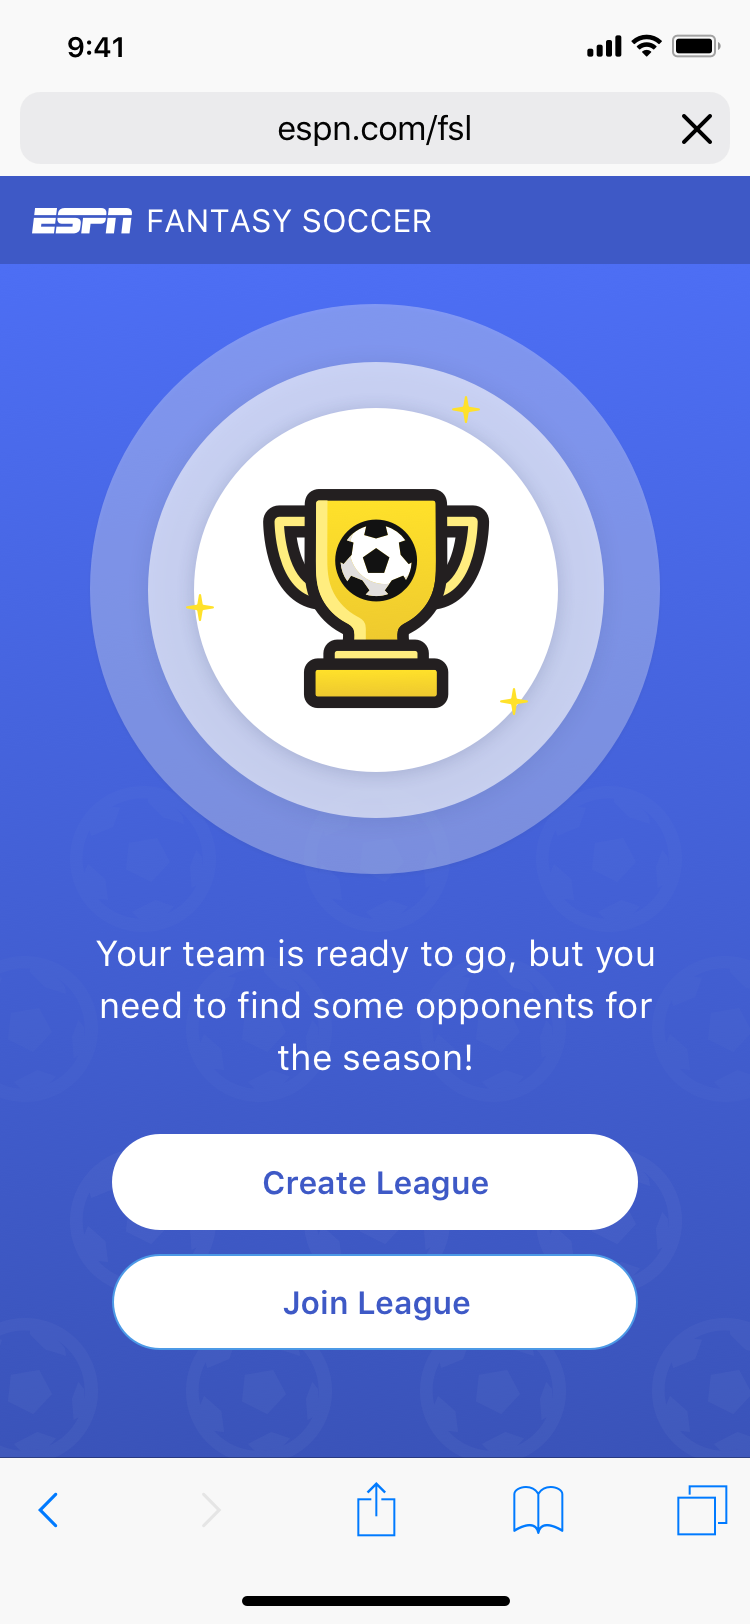 9:41
espn.com/fsl
ESPN FANTASY SOCCER
Your team is ready to go, but you
need to find some opponents for
the season!
Create League
Join League